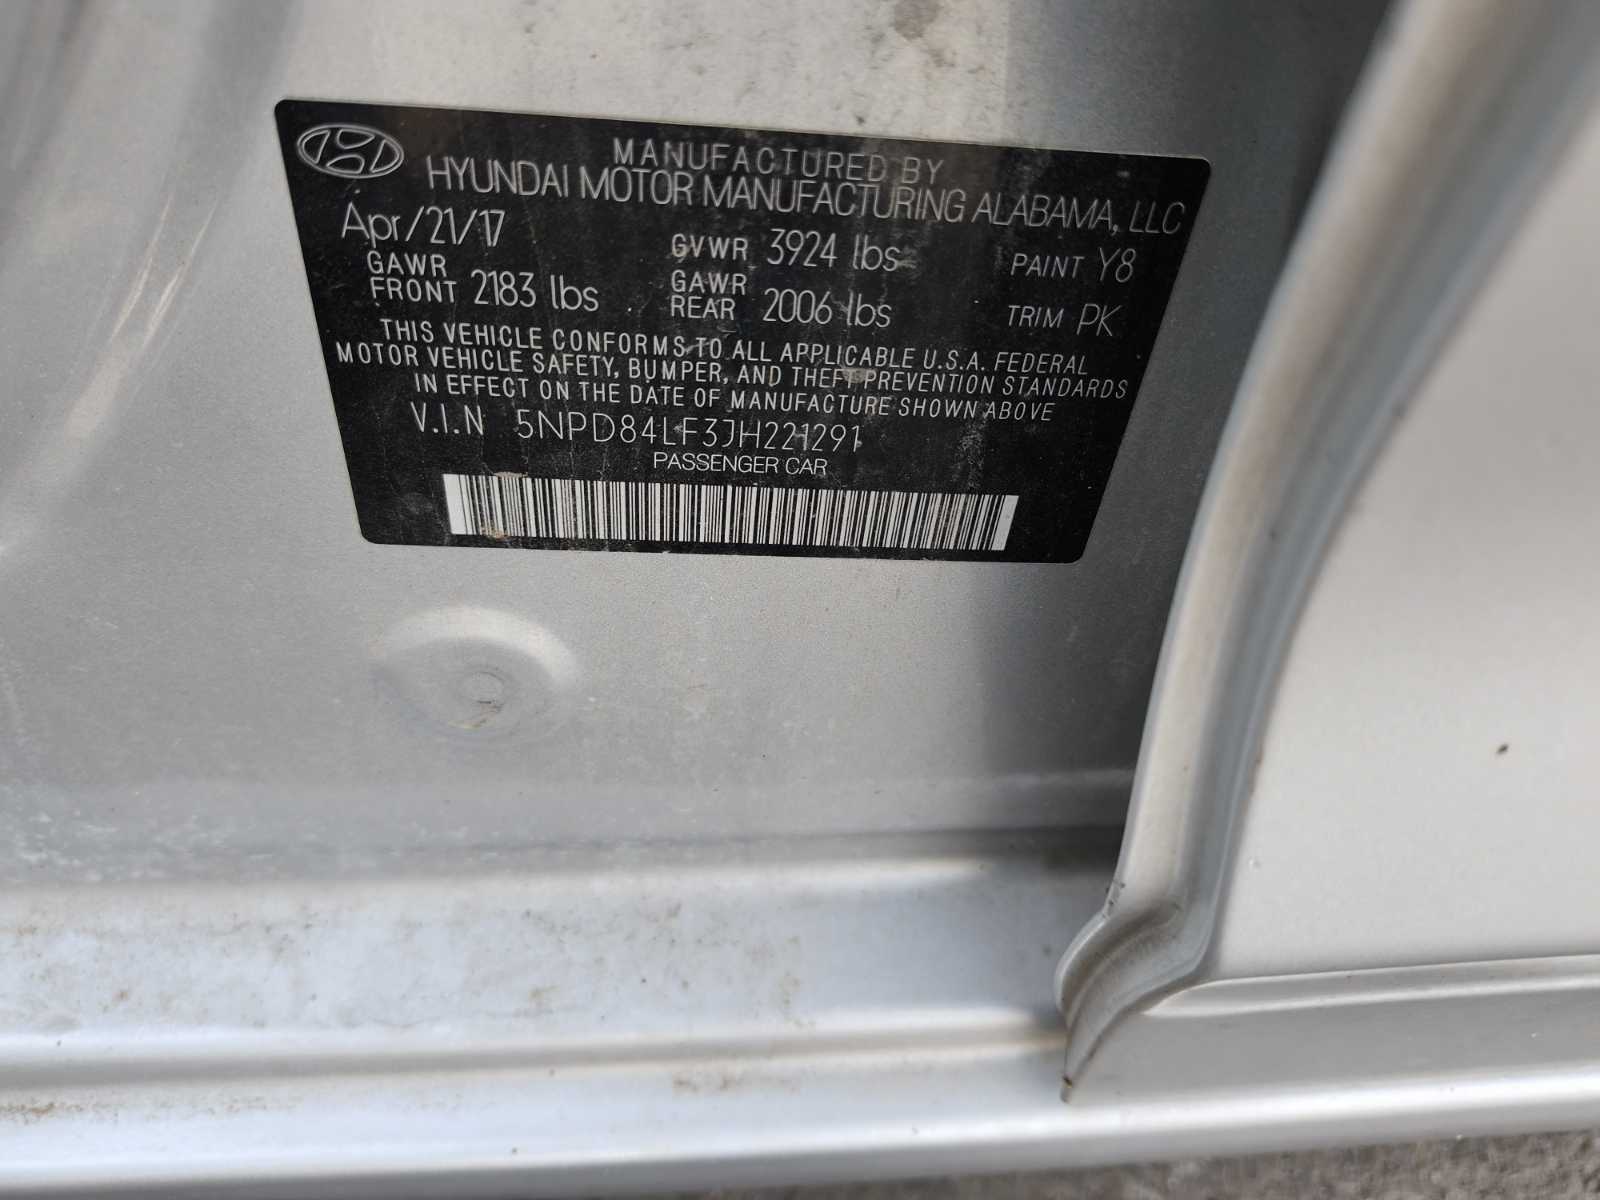 MANUFACTURED BY
HYUNDAI MOTOR MANUFACTURING ALABAMA, LLC
Apr/21/17 GVWR 3924 lbs PAINT Y8
GAWR FRONT 2183 lbs GAWR REAR 2006 lbs TRIM PK
THIS VEHICLE CONFORMS TO ALL APPLICABLE U.S.A. FEDERAL
MOTOR VEHICLE SAFETY, BUMPER, AND THEFT PREVENTION STANDARDS
IN EFFECT ON THE DATE OF MANUFACTURE SHOWN ABOVE
V.I.N 5NPD84LF3JH221291
PASSENGER CAR